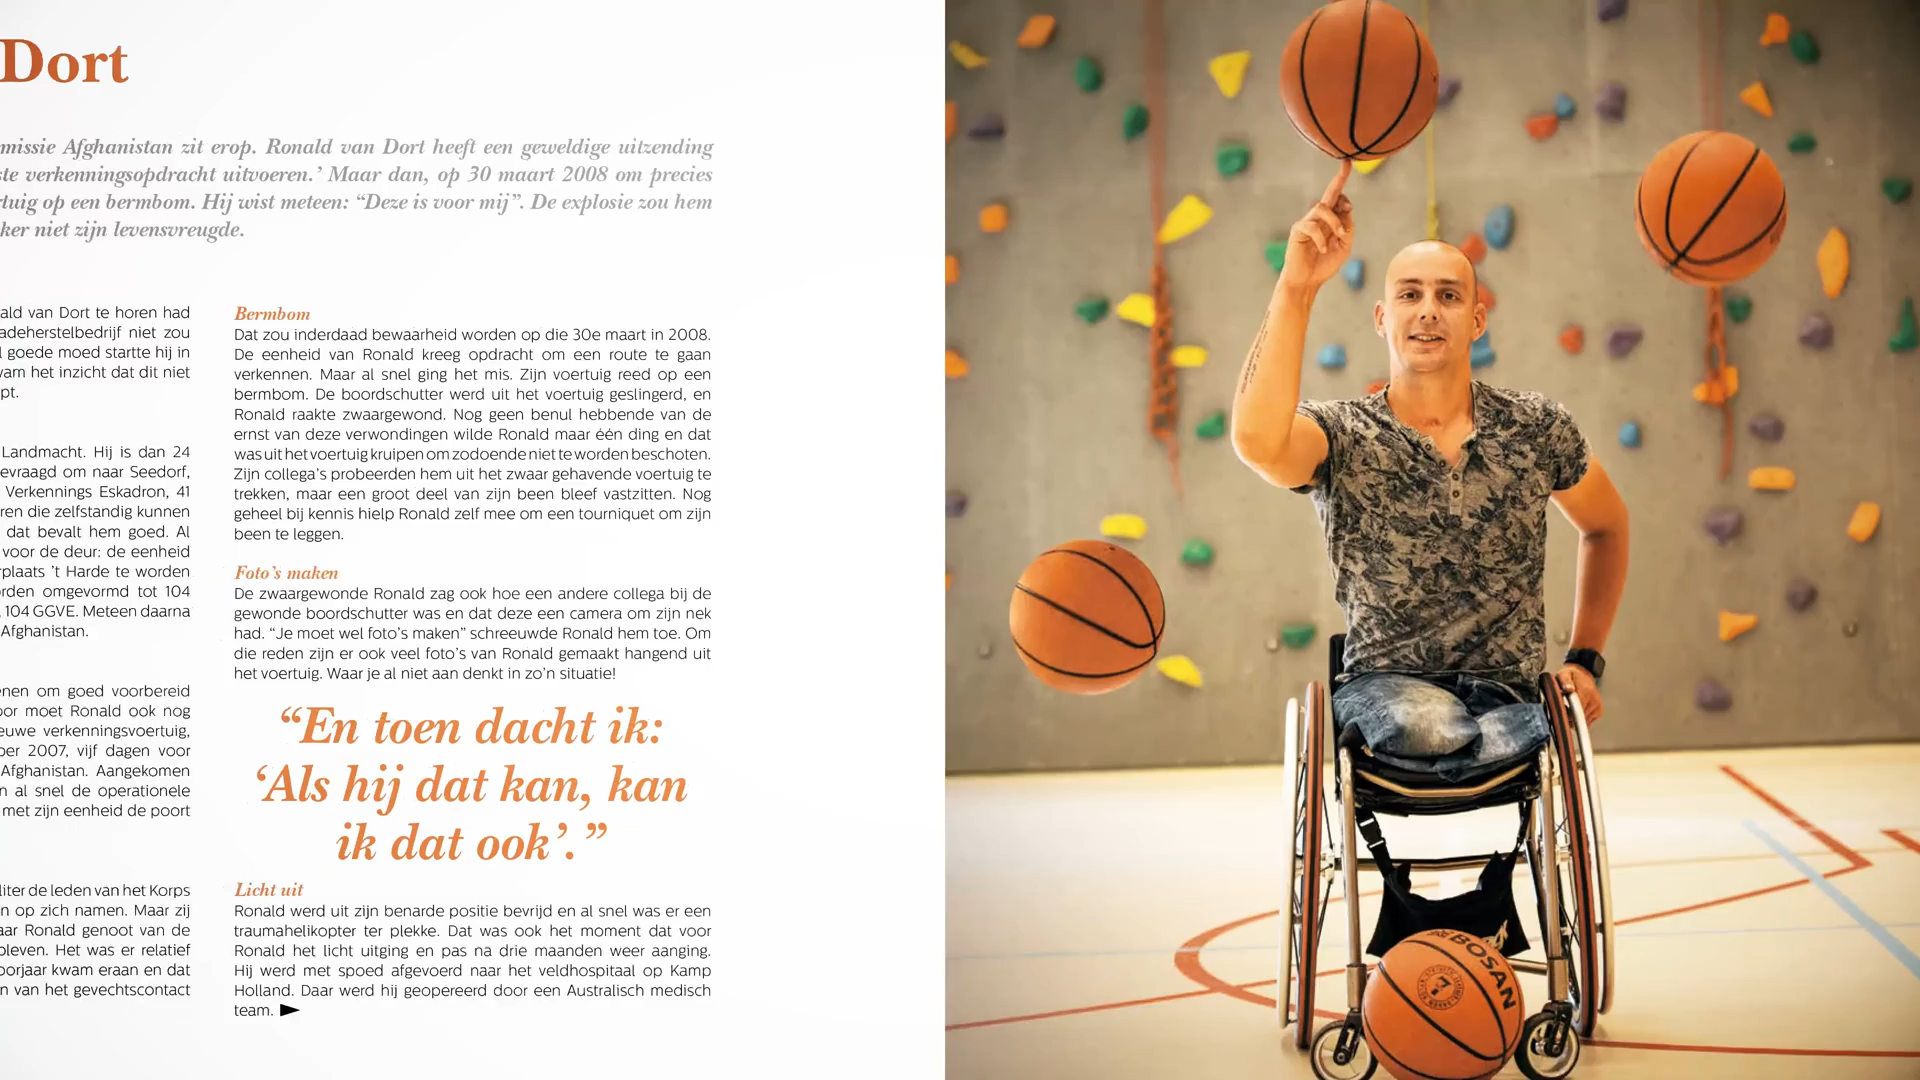 Dort
missie Afghanistan zit erop. Ronald van Dort heeft een geweldige uitzending
ste verkenningsopdracht uitvoeren.’ Maar dan, op 30 maart 2008 om precies
rtuig op een bermbom. Hij wist meteen: “Deze is voor mij”. De explosie zou hem
ker niet zijn levensvreugde.
ald van Dort te horen had
adeherstelbedrijf niet zou
l goede moed startte hij in
vam het inzicht dat dit niet
pt.
Landmacht. Hij is dan 24
evraagd om naar Seedorf,
Verkennings Eskadron, 41
ren die zelfstandig kunnen
dat bevalt hem goed. Al
voor de deur: de eenheid
rplaats ’t Harde te worden
rden omgevormd tot 104
104 GGVE. Meteen daarna
Afghanistan.
enen om goed voorbereid
oor moet Ronald ook nog
euwe verkenningsvoertuig,
ber 2007, vijf dagen voor
Afghanistan. Aangekomen
n al snel de operationele
met zijn eenheid de poort
liter de leden van het Korps
n op zich namen. Maar zij
aar Ronald genoot van de
pleven. Het was er relatief
oorjaar kwam eraan en dat
n van het gevechtscontact
Bermbom
Dat zou inderdaad bewaarheid worden op die 30e maart in 2008.
De eenheid van Ronald kreeg opdracht om een route te gaan
verkennen. Maar al snel ging het mis. Zijn voertuig reed op een
bermbom. De boordschutter werd uit het voertuig geslingerd, en
Ronald raakte zwaargewond. Nog geen benul hebbende van de
ernst van deze verwondingen wilde Ronald maar één ding en dat
was uit het voertuig kruipen om zodoende niet te worden beschoten.
Zijn collega’s probeerden hem uit het zwaar gehavende voertuig te
trekken, maar een groot deel van zijn been bleef vastzitten. Nog
geheel bij kennis hielp Ronald zelf mee om een tourniquet om zijn
been te leggen.
Foto’s maken
De zwaargewonde Ronald zag ook hoe een andere collega bij de
gewonde boordschutter was en dat deze een camera om zijn nek
had. “Je moet wel foto’s maken” schreeuwde Ronald hem toe. Om
die reden zijn er ook veel foto’s van Ronald gemaakt hangend uit
het voertuig. Waar je al niet aan denkt in zo’n situatie!
“En toen dacht ik:
‘Als hij dat kan, kan
ik dat ook’.”
Licht uit
Ronald werd uit zijn benarde positie bevrijd en al snel was er een
traumahelikopter ter plekke. Dat was ook het moment dat voor
Ronald het licht uitging en pas na drie maanden weer aanging.
Hij werd met spoed afgevoerd naar het veldhospitaal op Kamp
Holland. Daar werd hij geopereerd door een Australisch medisch
team.
BOSAN